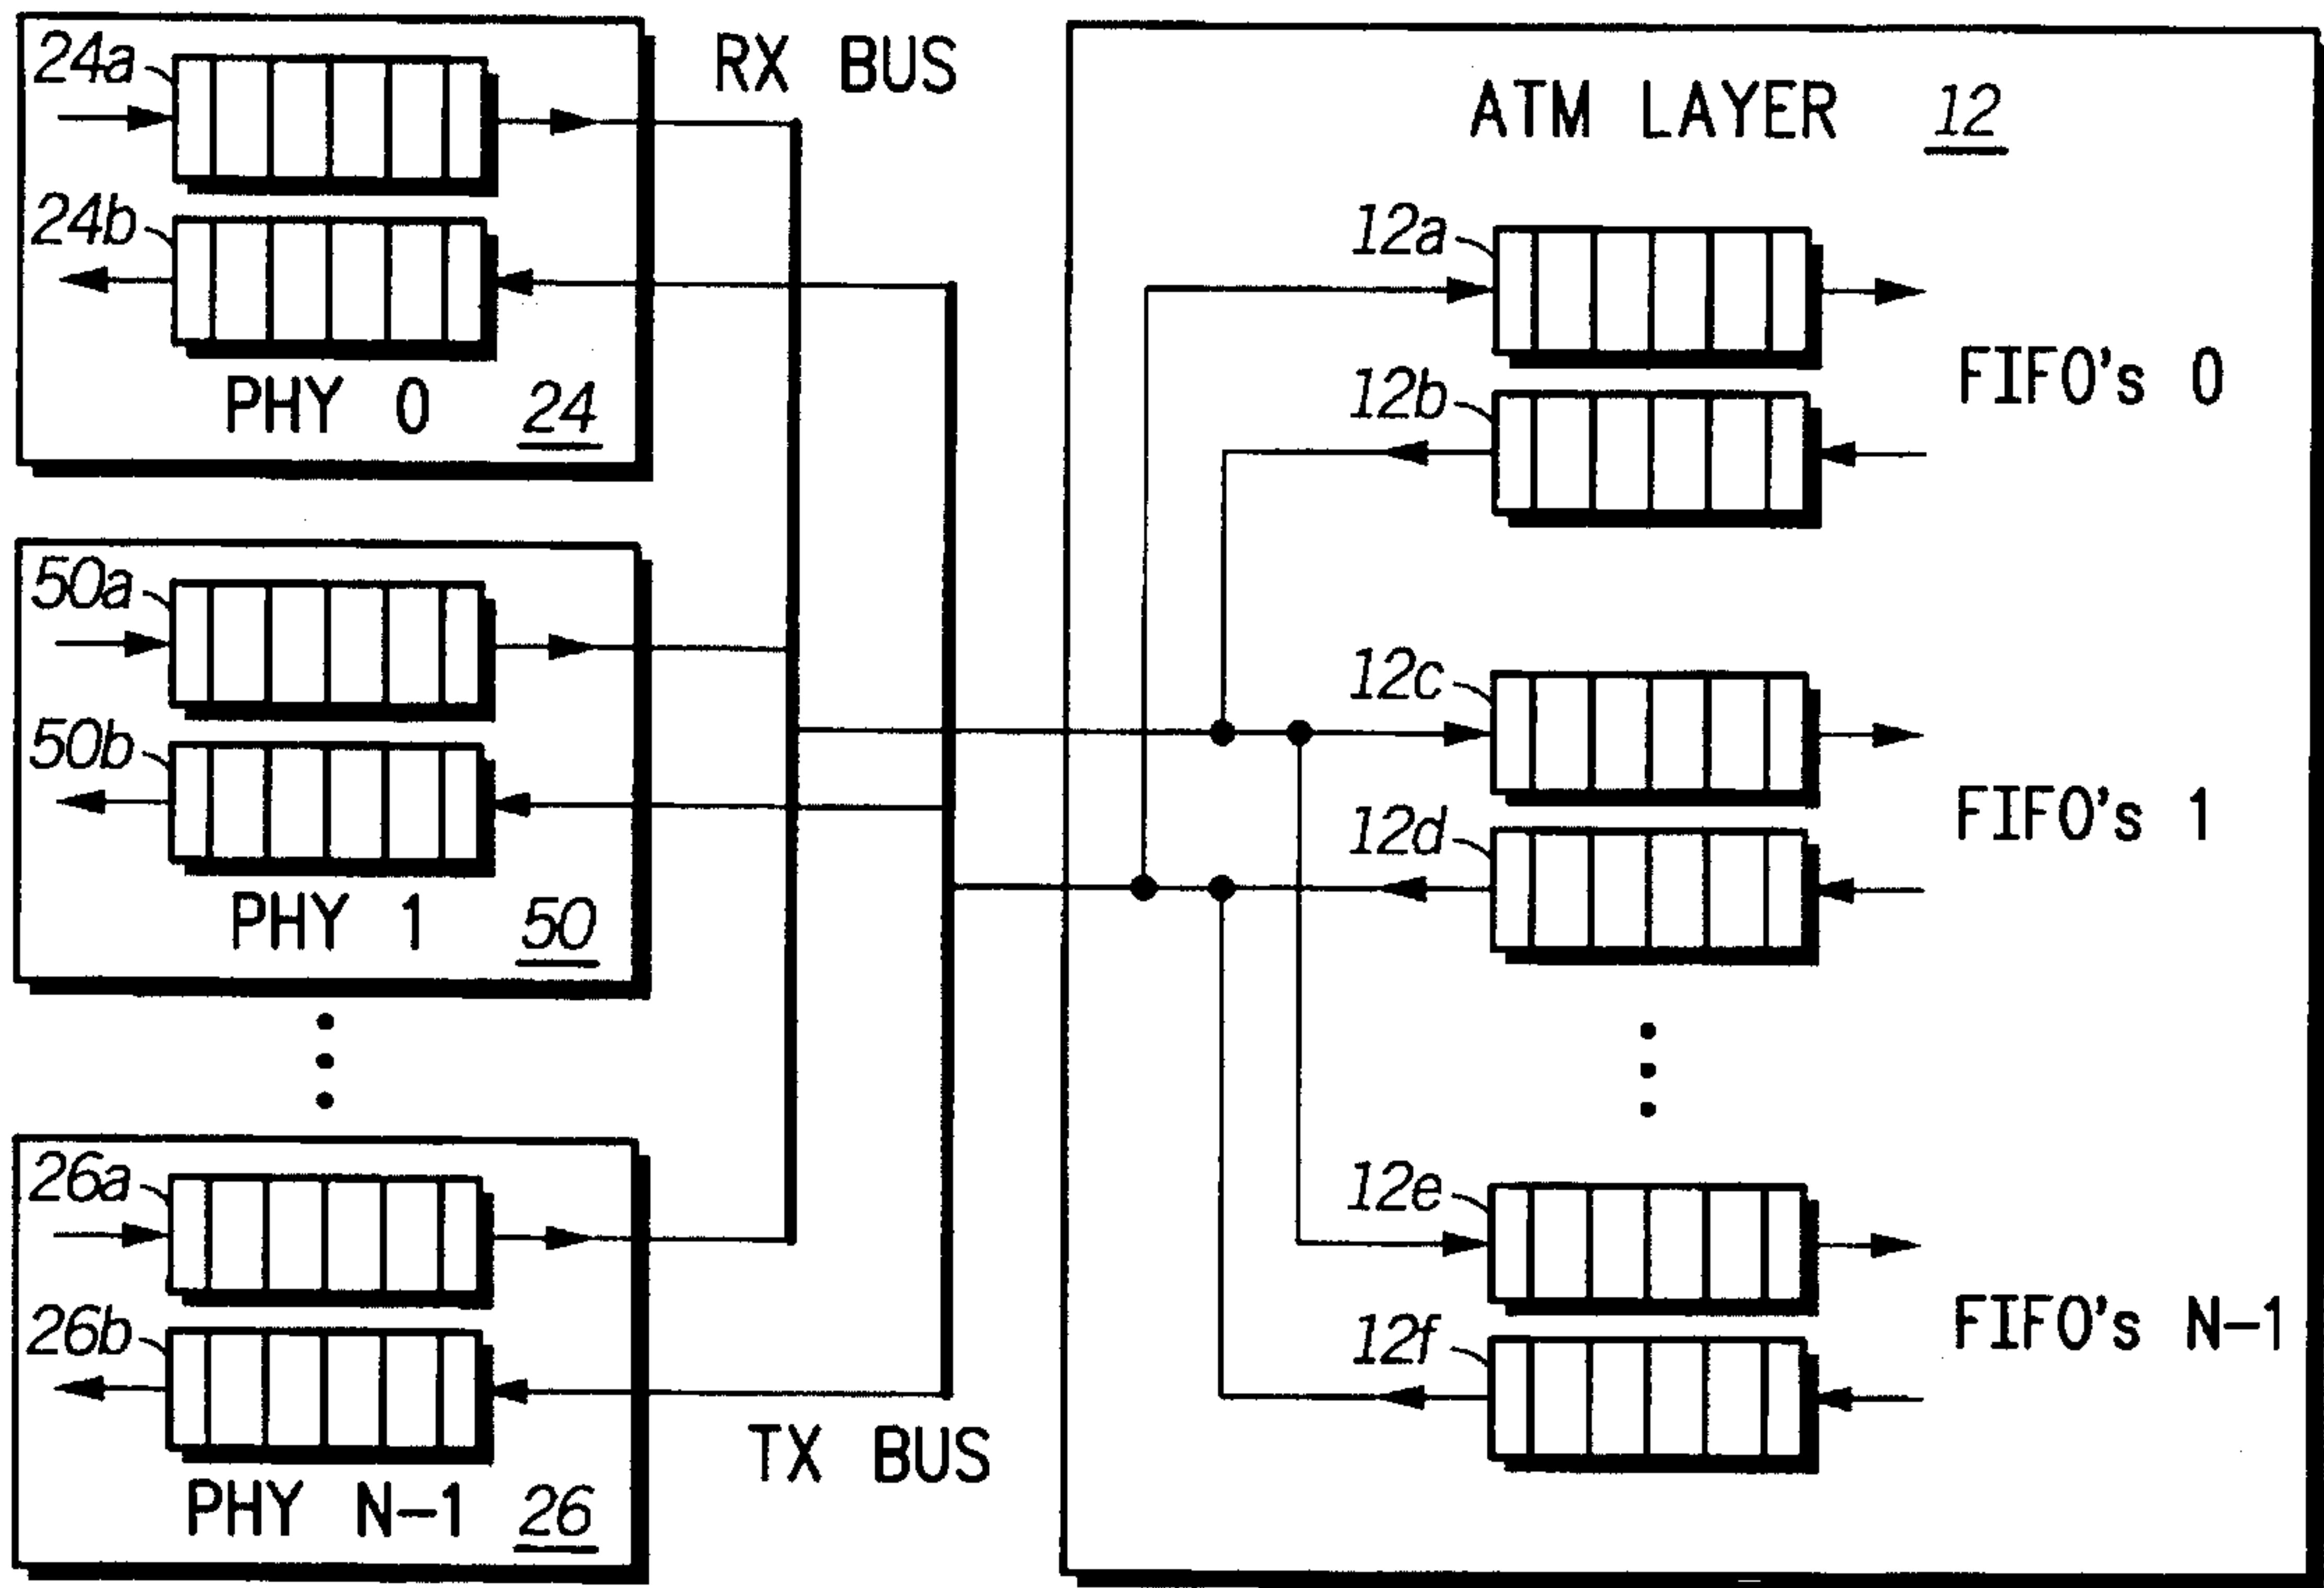 24a
24b
PHY 0 24
50a
50b
PHY 1 50
26a
26b
PHY N-1 26
RX BUS
TX BUS
ATM LAYER 12
12a
12b
FIFO's 0
12c
12d
FIFO's 1
12e
12f
FIFO's N-1